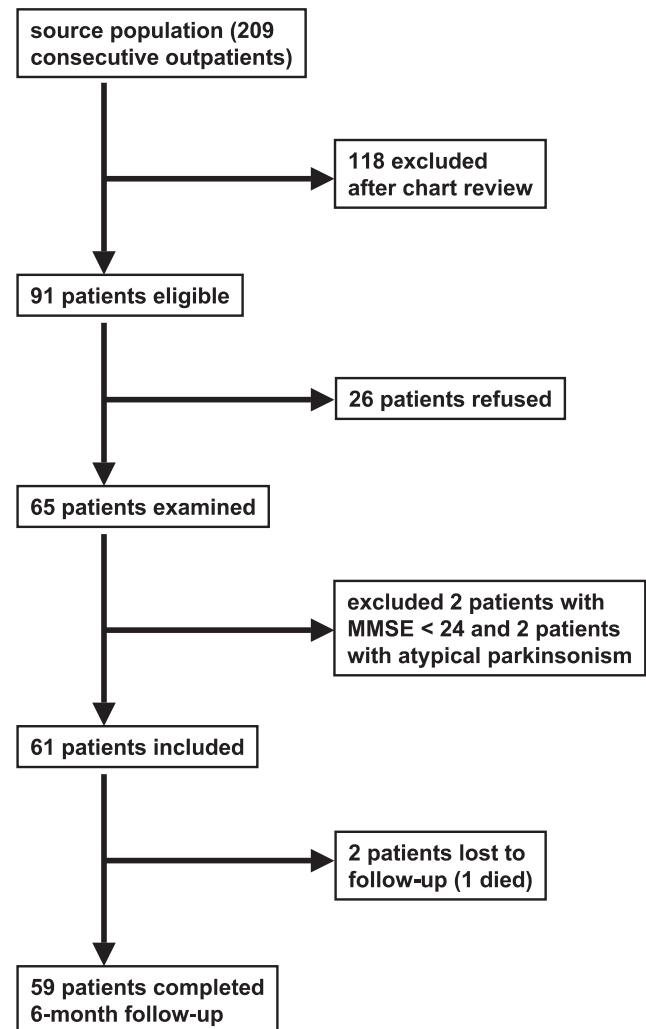 source population (209
consecutive outpatients)
118 excluded
after chart review
91 patients eligible
26 patients refused
65 patients examined
excluded 2 patients with
MMSE < 24 and 2 patients
with atypical parkinsonism
61 patients included
2 patients lost to
follow-up (1 died)
59 patients completed
6-month follow-up